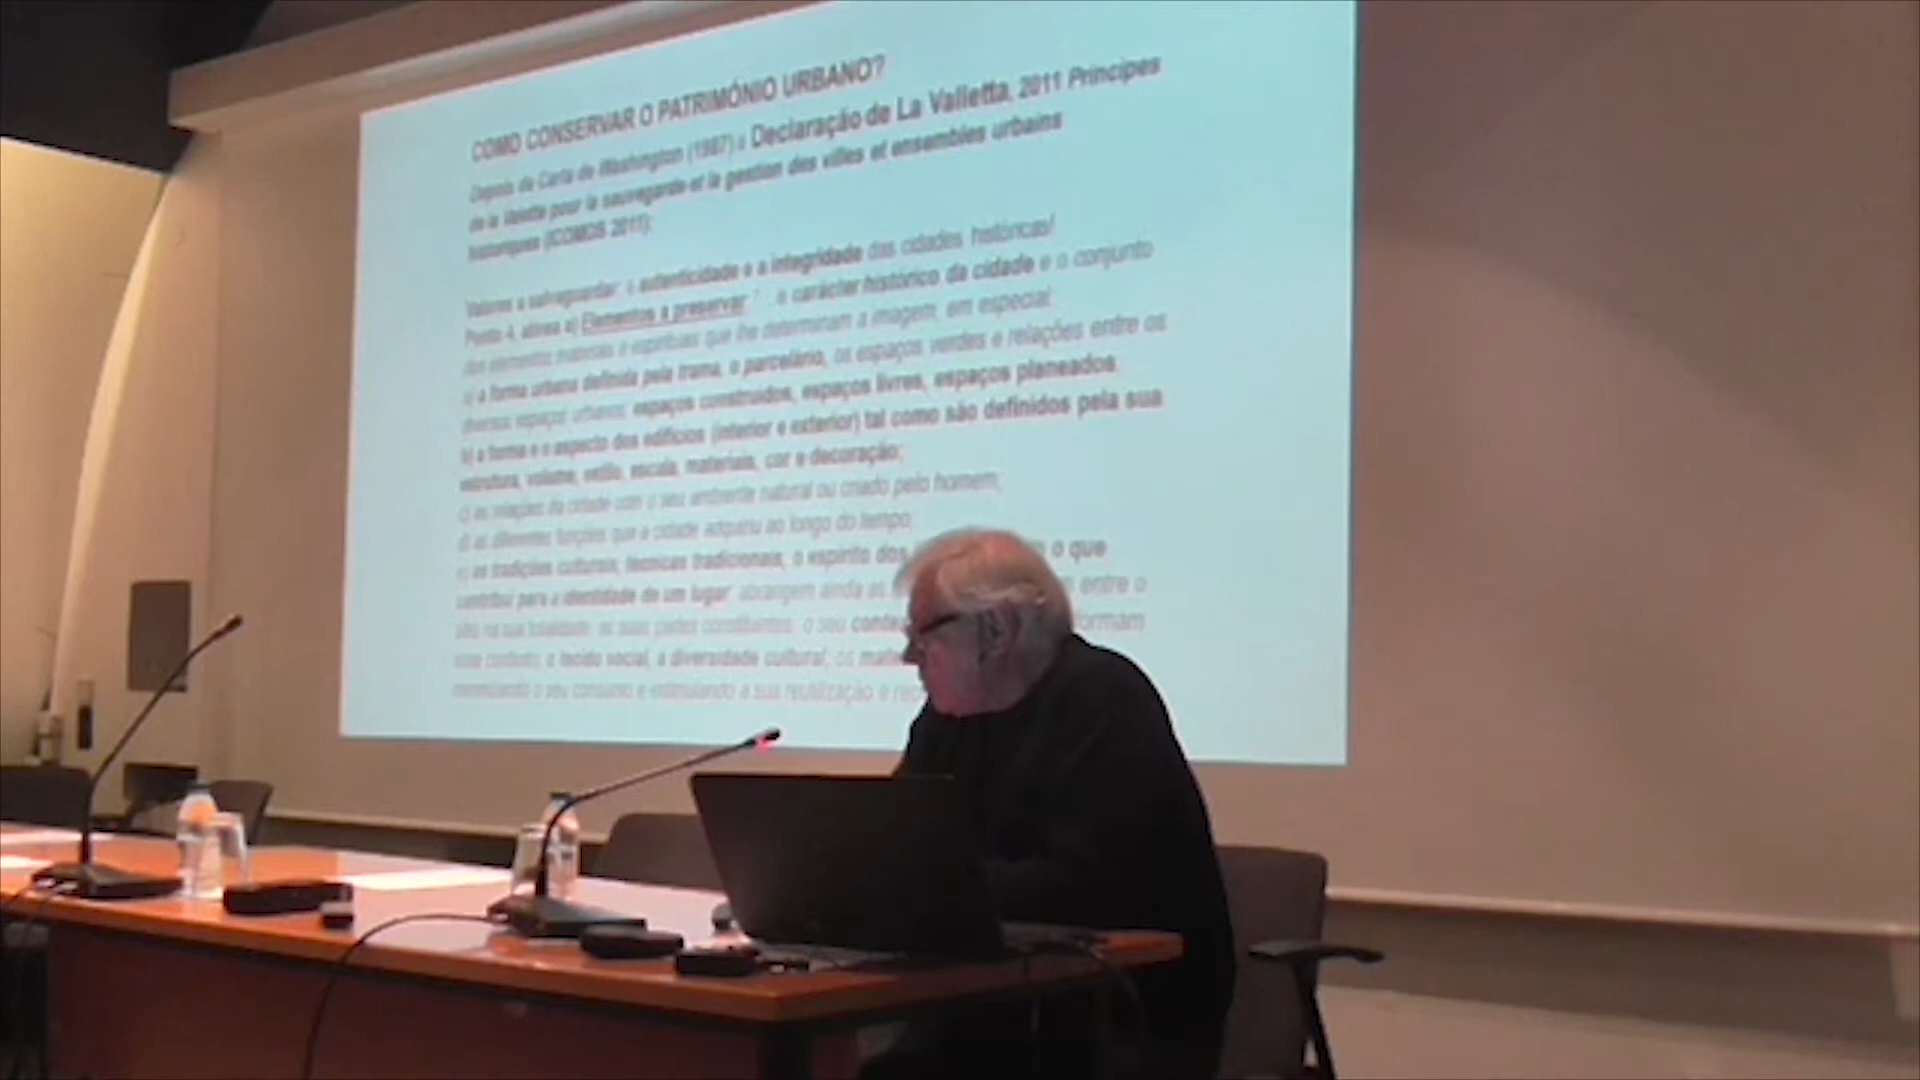 COMO CONSERVAR O PATRIMÓNIO URBANO?
Depois da Carta de Washington (1987) a Declaração de La Valletta, 2011 Principes
de la Valette pour la sauvegarde et la gestion des villes et ensembles urbains
historiques (ICOMOS 2011):
Valores a salvaguardar: a autenticidade e a integridade das cidades históricas!
Ponto 4, alínea a) Elementos a preservar: "...o carácter histórico da cidade e o conjunto
dos elementos materiais e espirituais que lhe determinam a imagem, em especial:
a) a forma urbana definida pela trama, o parcelário, os espaços verdes e relações entre os
diversos espaços urbanos: espaços construídos, espaços livres, espaços planeados.
b) a forma e o aspecto dos edifícios (interior e exterior) tal como são definidos pela sua
estrutura, volume, estilo, escala, materiais, cor e decoração;
c) as relações da cidade com o seu ambiente natural ou criado pelo homem;
d) as diferentes funções que a cidade adquiriu ao longo do tempo;
e) as tradições culturais, técnicas tradicionais, o espírito dos o que
contribui para a identidade de um lugar; abrangem ainda as entre o
sítio na sua totalidade, as suas partes constituintes, o seu formam
esse contexto; o tecido social, a diversidade cultural; os
minimizando o seu consumo e estimulando a sua reutilização e